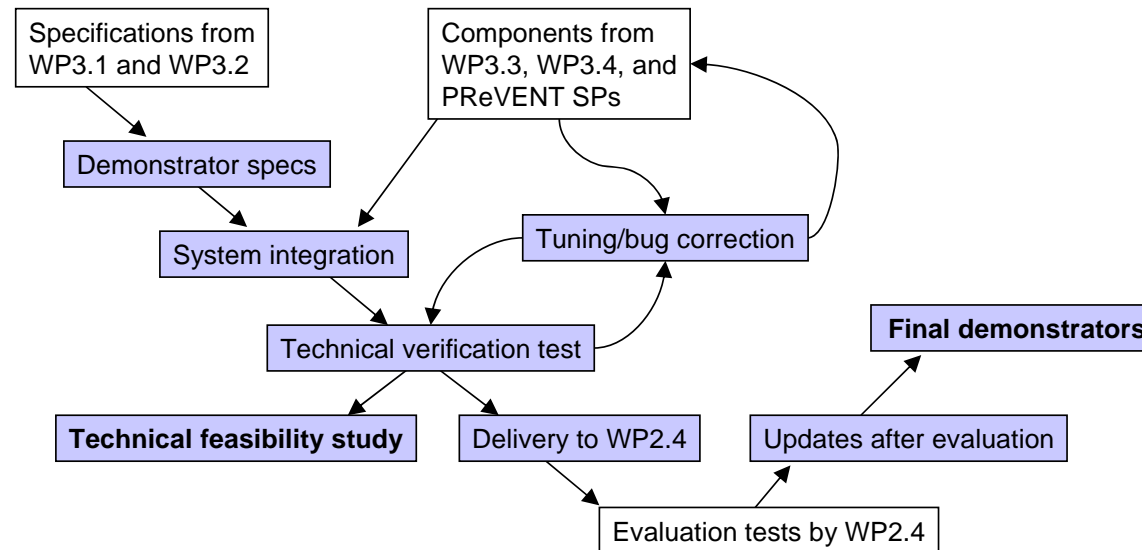 Specifications from
WP3.1 and WP3.2
Components from
WP3.3, WP3.4, and
PReVENT SPs
Demonstrator specs
System integration
Tuning/bug correction
Technical verification test
Final demonstrators
Technical feasibility study
Delivery to WP2.4
Updates after evaluation
Evaluation tests by WP2.4